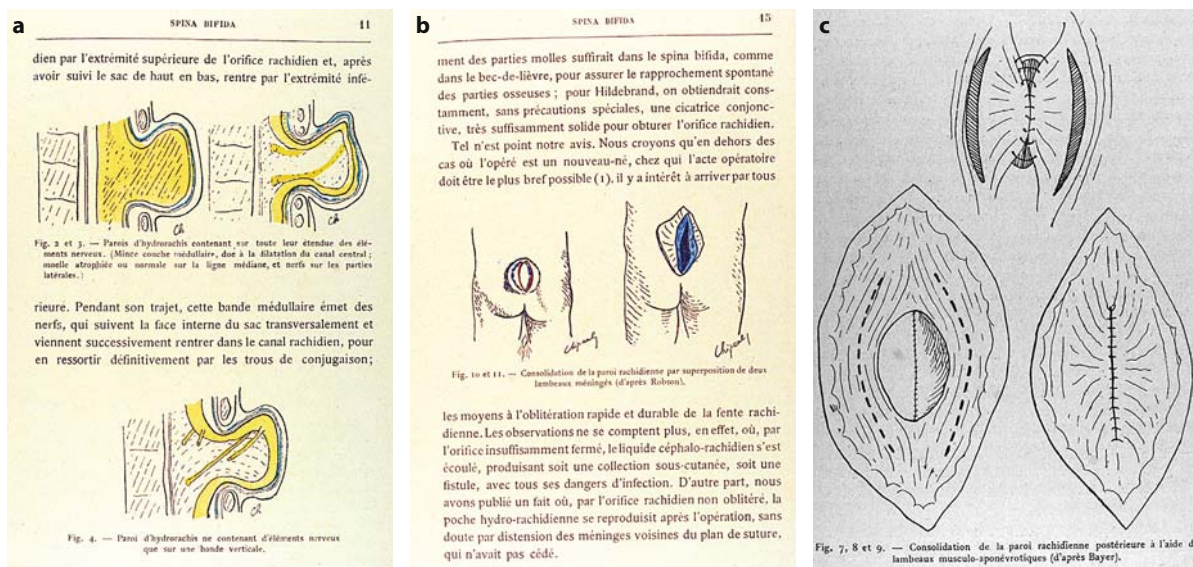 a
SPINA BIFIDA 11
dien par l'extrémité supérieure de l'orifice rachidien et, après
avoir suivi le sac de haut en bas, rentre par l'extrémité infé-
Ch
Ch
Fig. 2 et 3. — Parois d'hydrorachis contenant sur toute leur étendue des élé-
ments nerveux. (Mince couche médullaire, due à la dilatation du canal central ;
moelle atrophiée ou normale sur la ligne médiane, et nerfs sur les parties
latérales.)
rieure. Pendant son trajet, cette bande médullaire émet des
nerfs, qui suivent la face interne du sac transversalement et
viennent successivement rentrer dans le canal rachidien, pour
en ressortir définitivement par les trous de conjugaison;
Ch
Fig. 4. — Paroi d'hydrorachis ne contenant d'éléments nerveux
que sur une bande verticale.
b
SPINA BIFIDA 15
ment des parties molles suffirait dans le spina bifida, comme
dans le bec-de-lièvre, pour assurer le rapprochement spontané
des parties osseuses ; pour Hildebrand, on obtiendrait cons-
tamment, sans précautions spéciales, une cicatrice conjonc-
tive, très suffisamment solide pour obturer l'orifice rachidien.
Tel n'est point notre avis. Nous croyons qu'en dehors des
cas où l'opéré est un nouveau-né, chez qui l'acte opératoire
doit être le plus bref possible (1), il y a intérêt à arriver par tous
Chipault
Chipault
Fig. 10 et 11. — Consolidation de la paroi rachidienne par superposition de deux
lambeaux méningés (d'après Robson).
les moyens à l'oblitération rapide et durable de la fente rachi-
dienne. Les observations ne se comptent plus, en effet, où, par
l'orifice insuffisamment fermé, le liquide céphalo-rachidien s'est
écoulé, produisant soit une collection sous-cutanée, soit une
fistule, avec tous ses dangers d'infection. D'autre part, nous
avons publié un fait où, par l'orifice rachidien non oblitéré, la
poche hydro-rachidienne se reproduisit après l'opération, sans
doute par distension des méninges voisines du plan de suture,
qui n'avait pas cédé.
c
Fig. 7, 8 et 9. — Consolidation de la paroi rachidienne postérieure à l'aide d
lambeaux musculo-aponévrotiques (d'après Bayer).